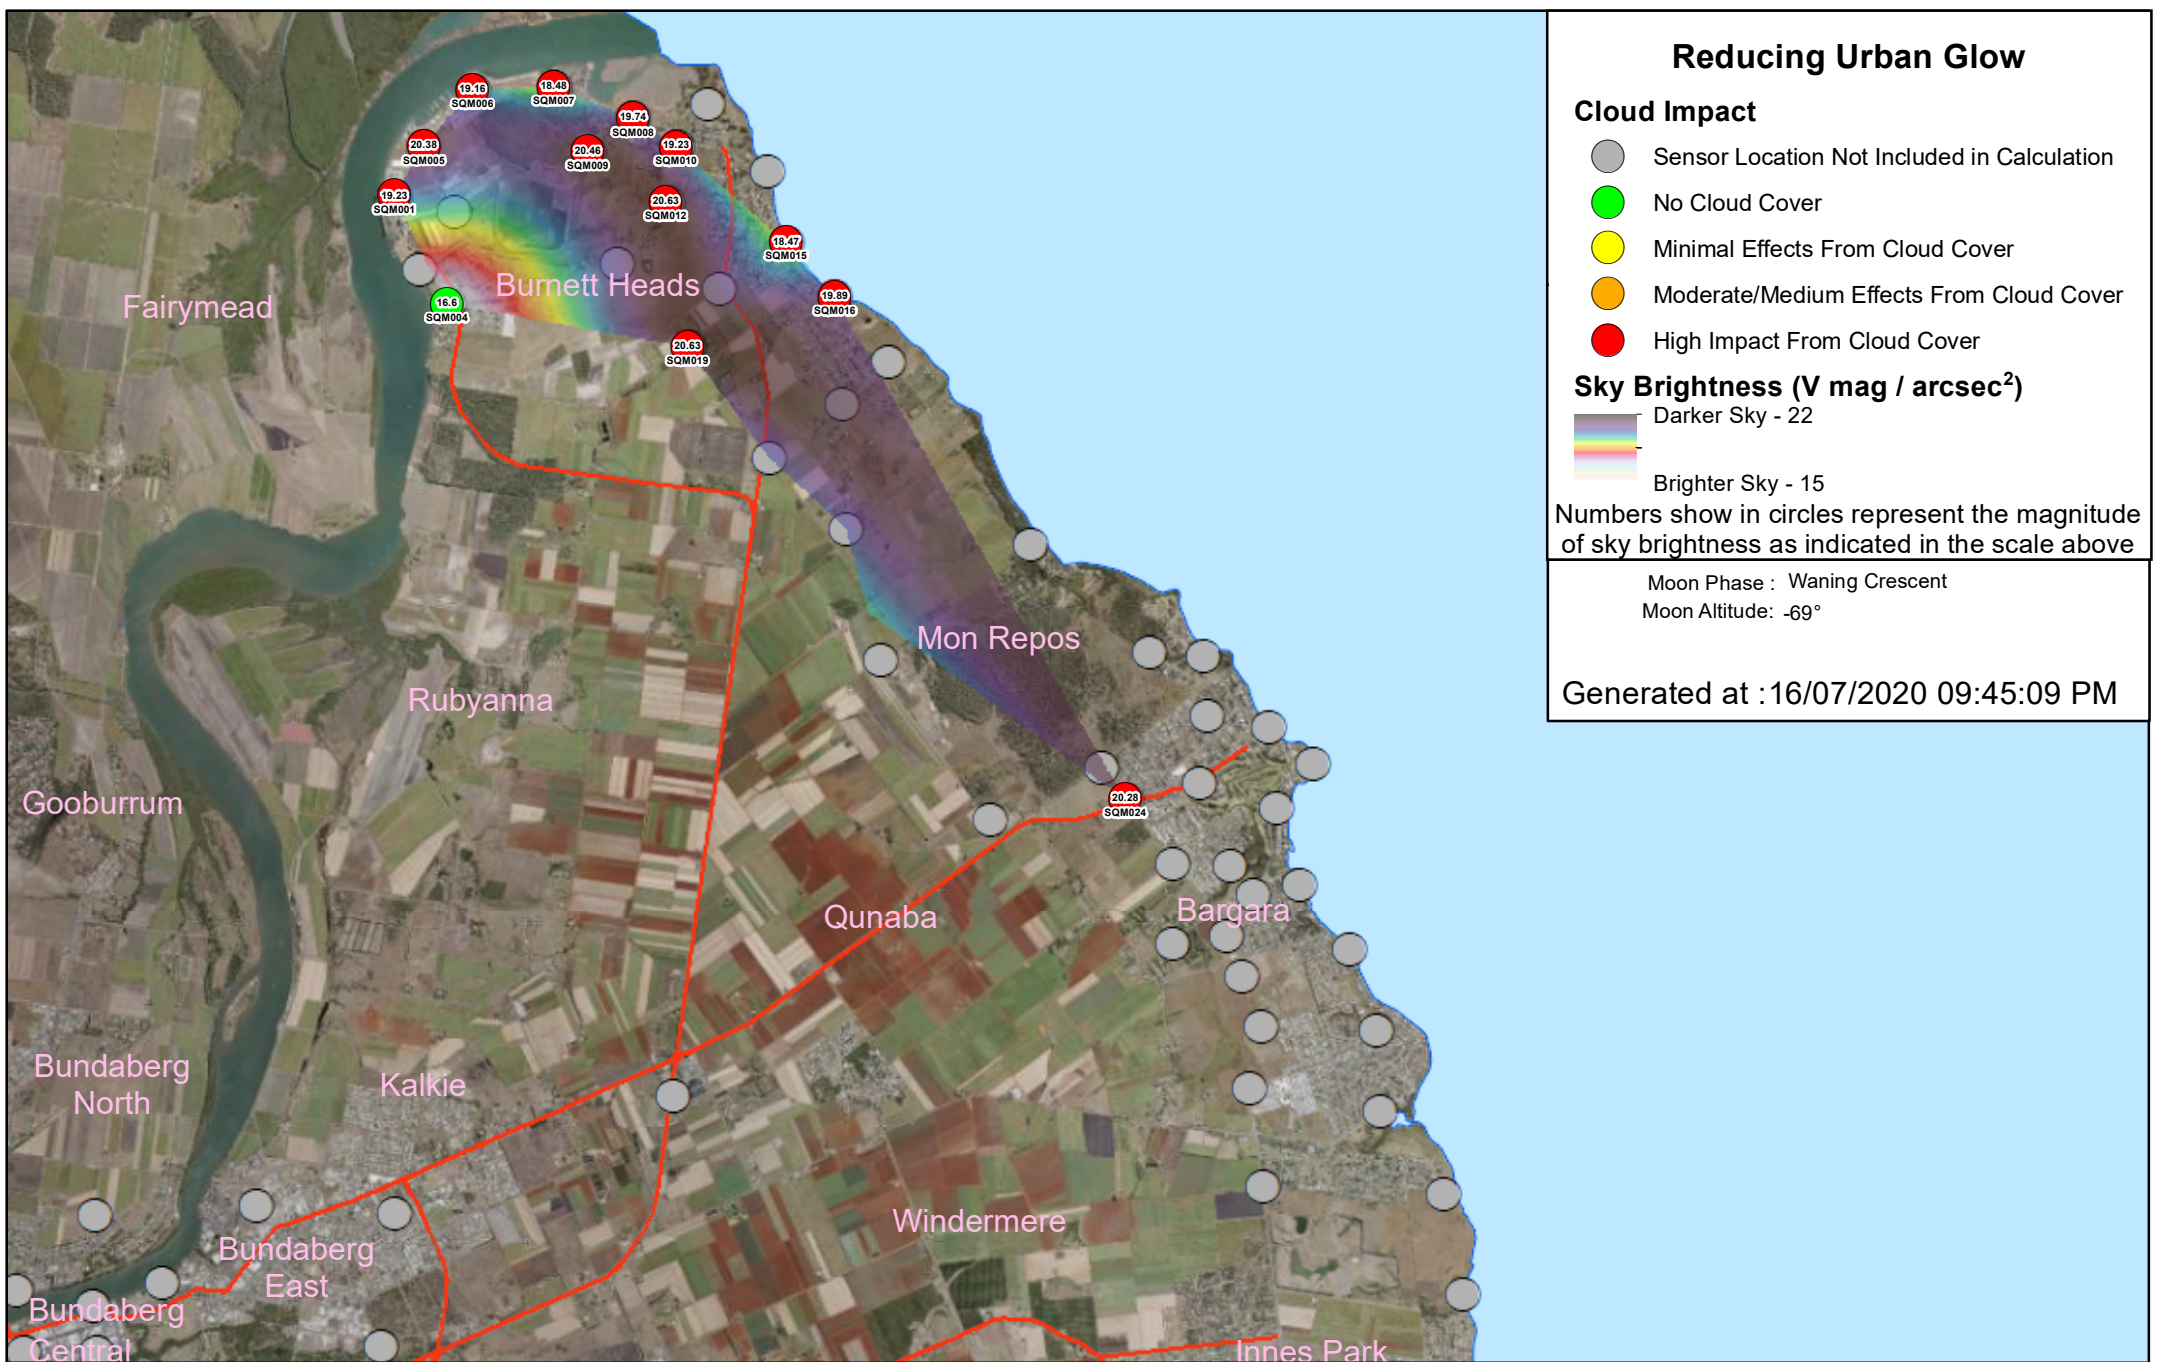 Reducing Urban Glow
Cloud Impact
Sensor Location Not Included in Calculation
No Cloud Cover
Minimal Effects From Cloud Cover
Moderate/Medium Effects From Cloud Cover
High Impact From Cloud Cover
Sky Brightness (V mag / arcsec²)
Darker Sky - 22
Brighter Sky - 15
Numbers show in circles represent the magnitude
of sky brightness as indicated in the scale above
Moon Phase : Waning Crescent
Moon Altitude: -69°
Generated at :16/07/2020 09:45:09 PM
19.16
SQM006
18.48
SQM007
19.74
SQM008
20.38
SQM005
20.46
SQM009
19.23
SQM010
19.23
SQM001
20.63
SQM012
18.47
SQM015
16.6
SQM004
19.89
SQM016
20.63
SQM019
20.28
SQM024
Burnett Heads
Fairymead
Mon Repos
Rubyanna
Gooburrum
Qunaba
Bargara
Bundaberg
North
Kalkie
Windermere
Bundaberg
East
Bundaberg
Central
Innes Park